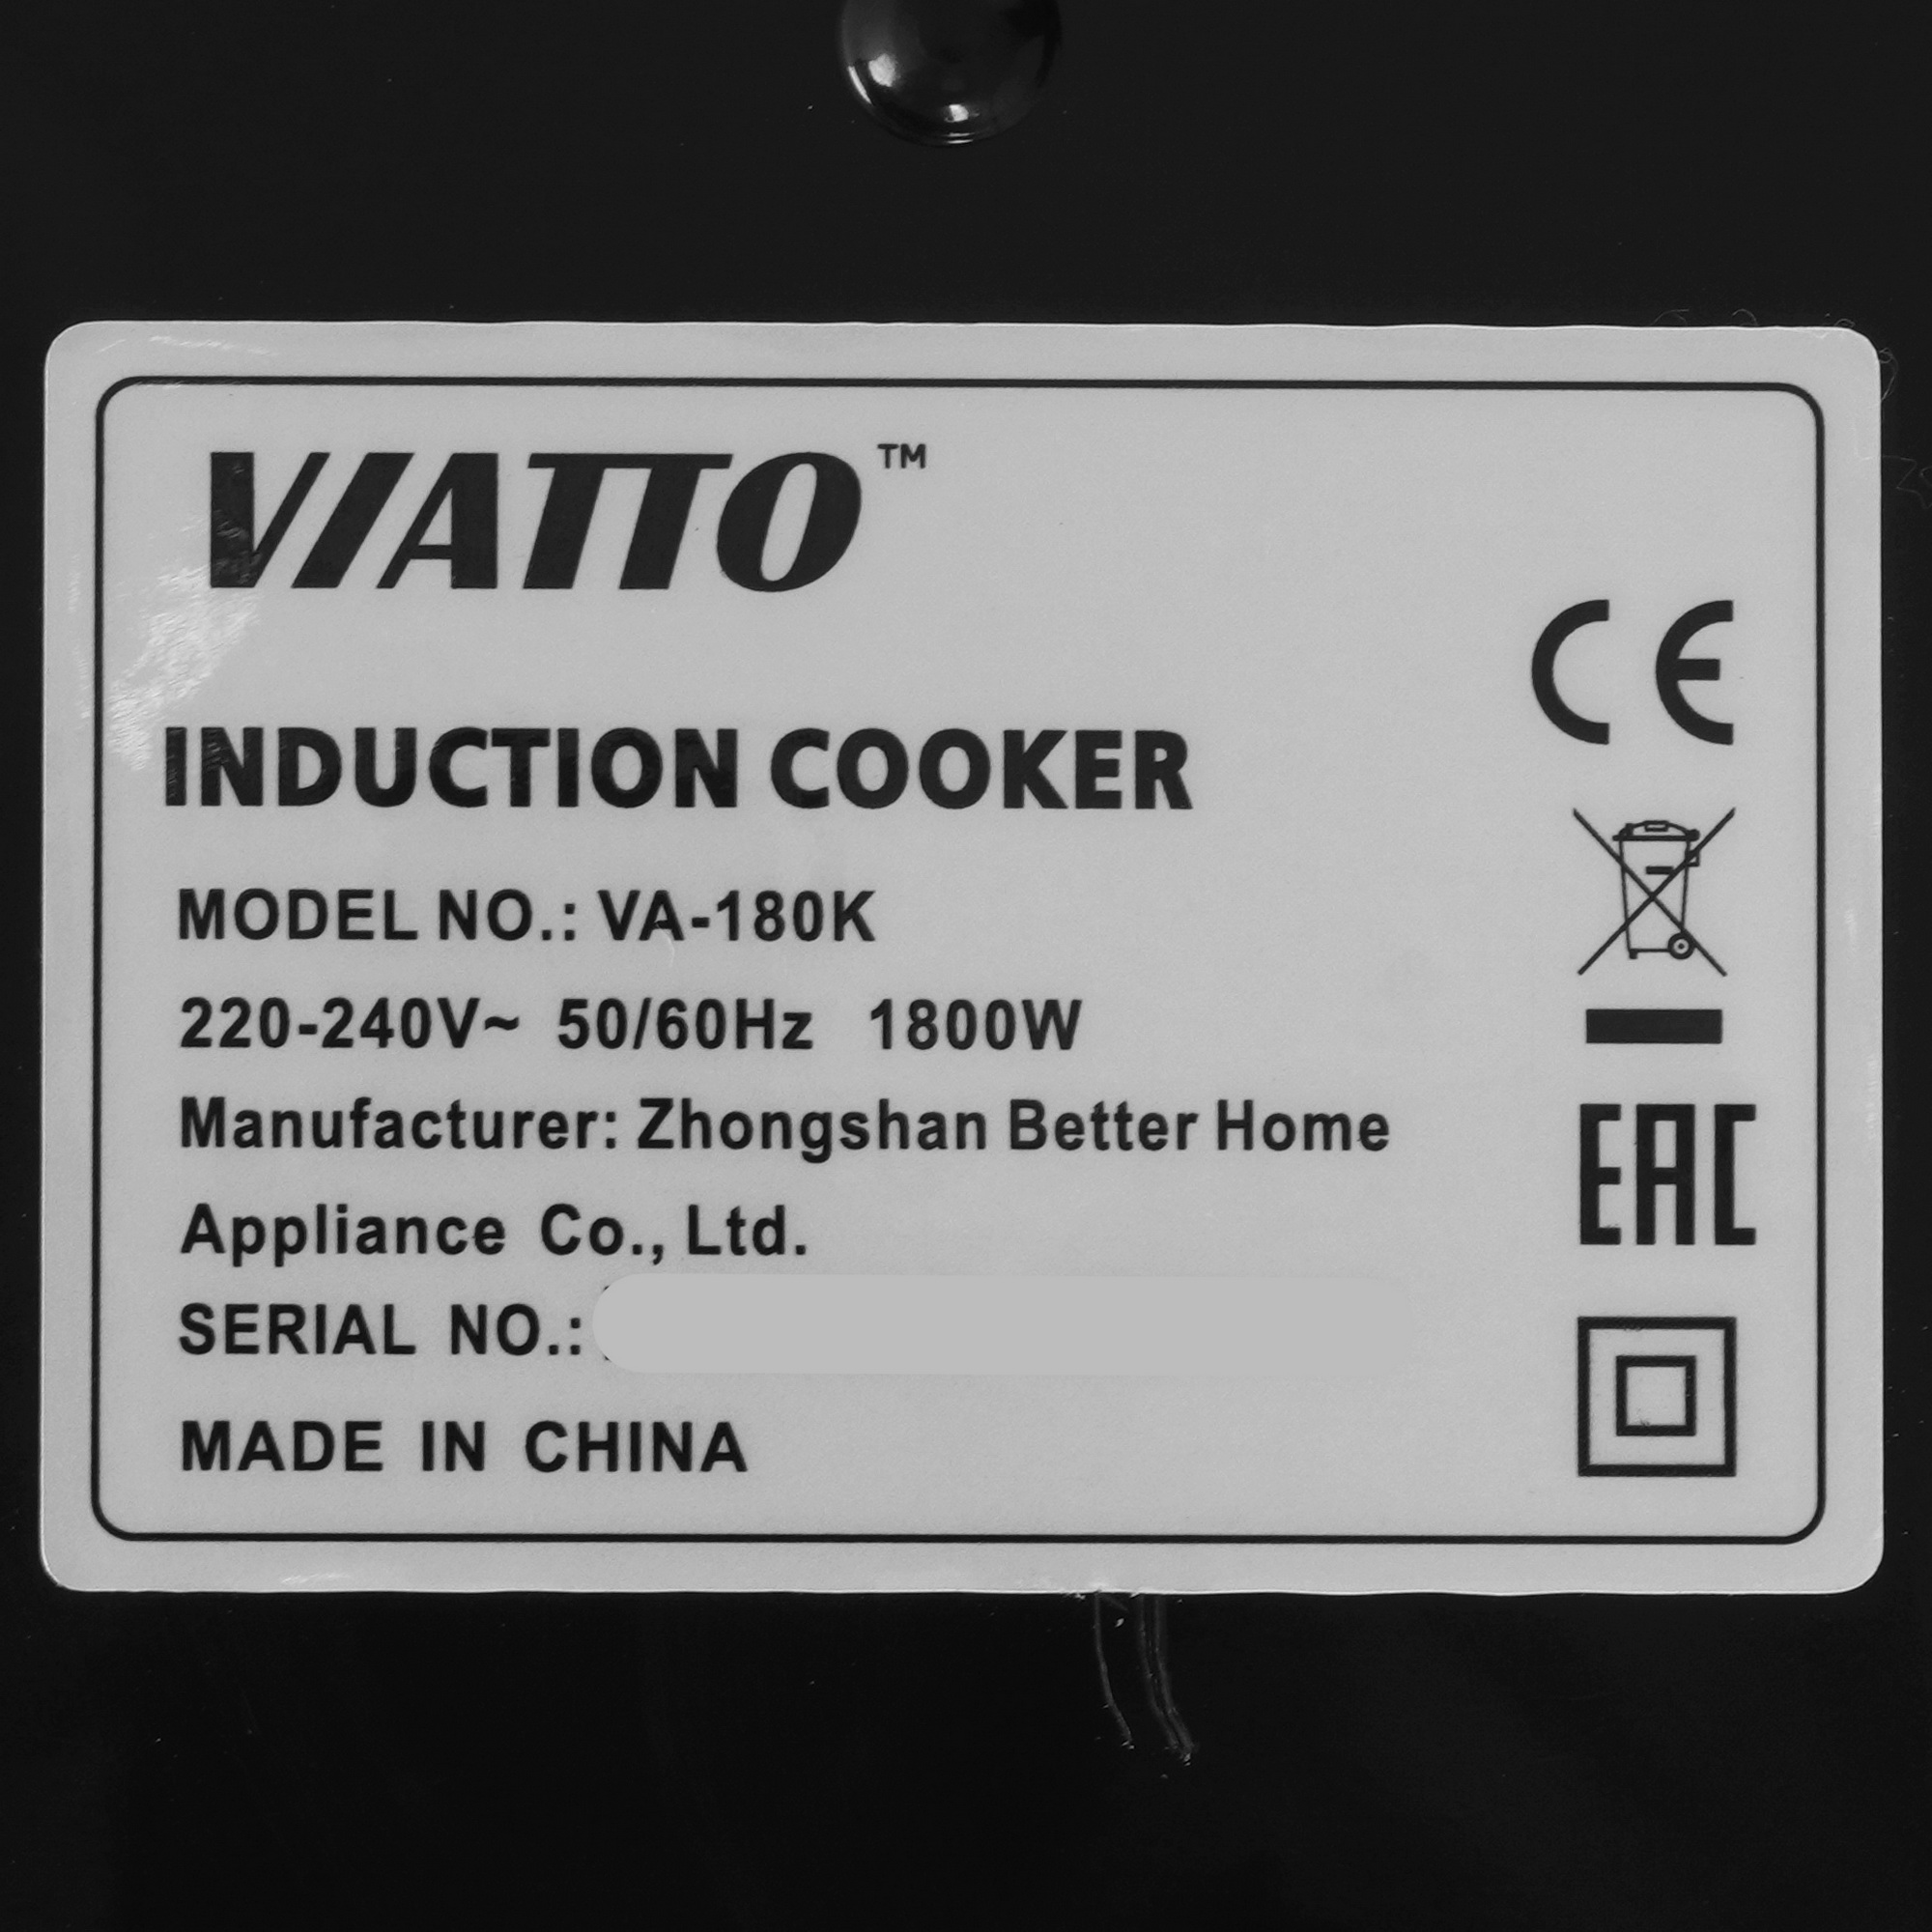 VIATTO™
INDUCTION COOKER
MODEL NO.: VA-180K
220-240V~ 50/60Hz 1800W
Manufacturer: Zhongshan Better Home
Appliance Co., Ltd.
SERIAL NO.:
MADE IN CHINA
CE
EAC